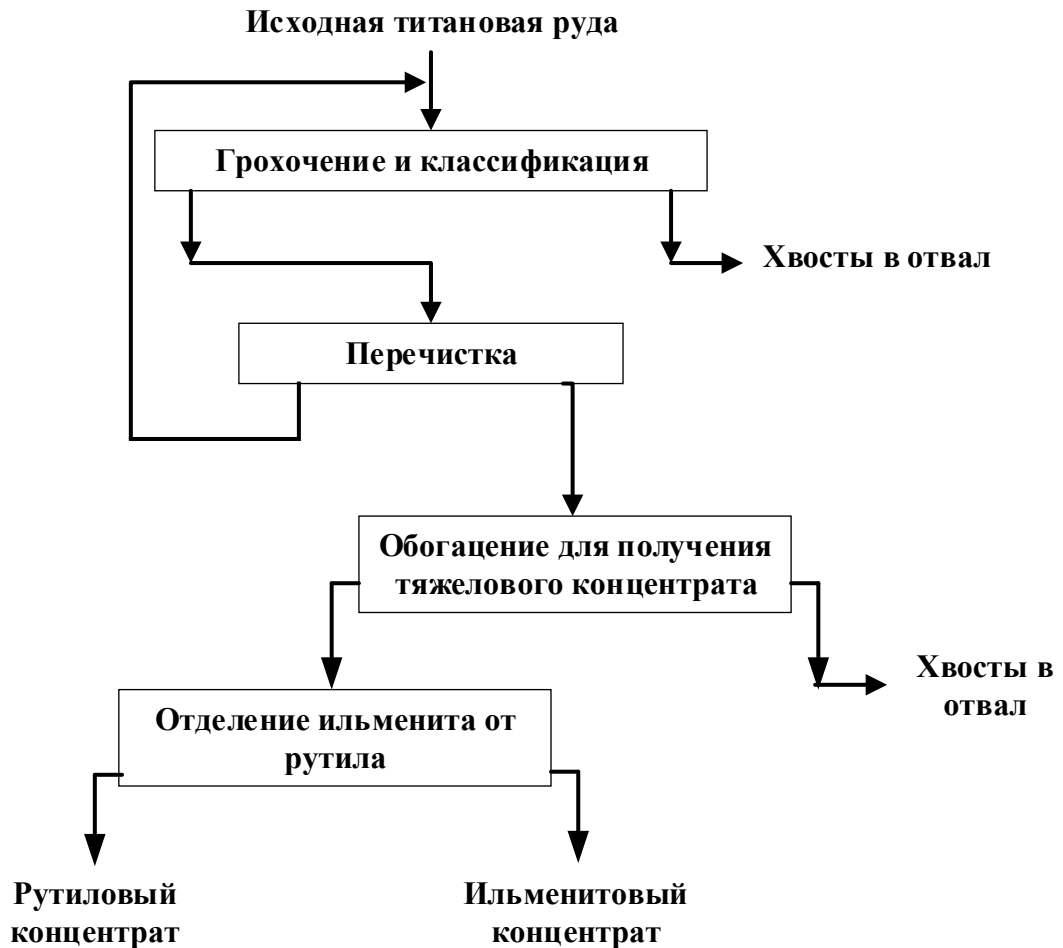 Исходная титановая руда
Грохочение и классификация
Хвосты в отвал
Перечистка
Обогацение для получения
тяжелового концентрата
Хвосты в
отвал
Отделение ильменита от
рутила
Рутиловый
концентрат
Ильменитовый
концентрат